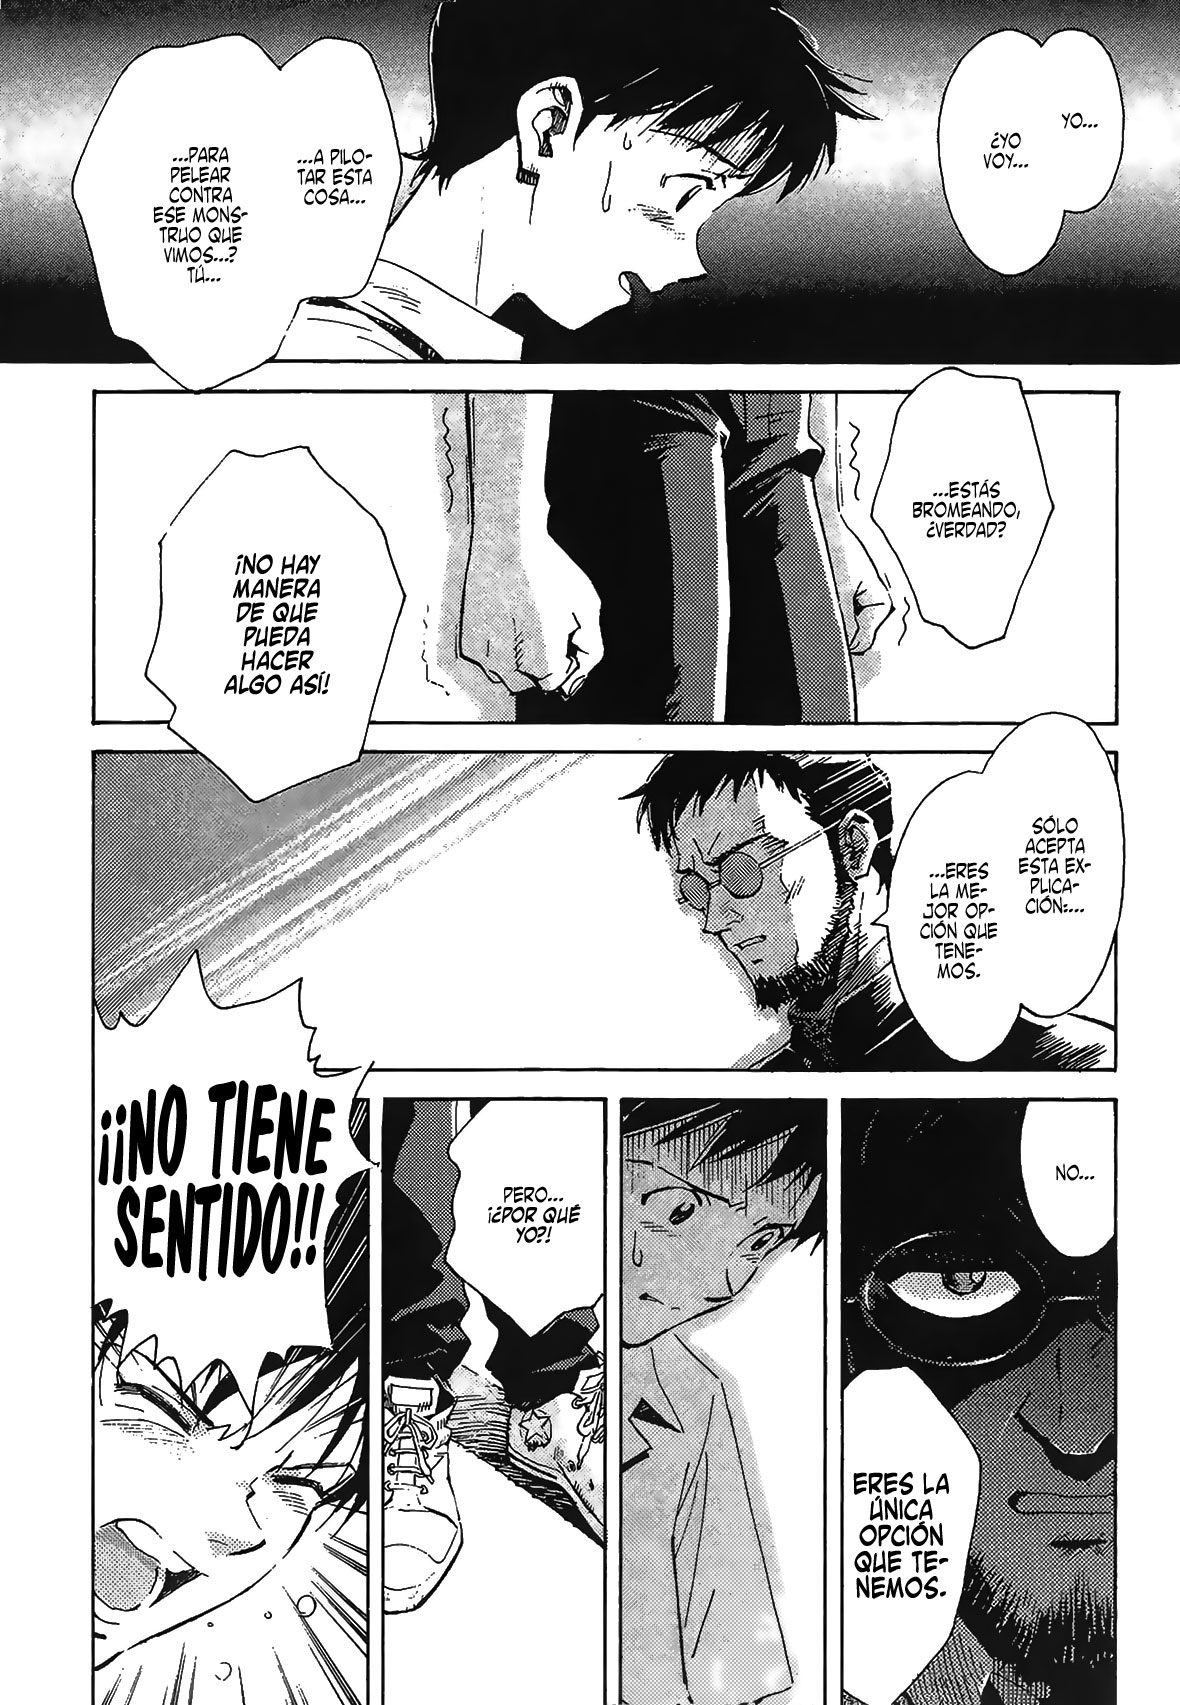 YO...
¿YO
VOY...
...A PILO-
TAR ESTA
COSA...
...PARA
PELEAR
CONTRA
ESE MONS-
TRUO QUE
VIMOS...?
TÚ...
...ESTÁS
BROMEANDO,
¿VERDAD?
¡NO HAY
MANERA
DE QUE
PUEDA
HACER
ALGO ASÍ!
SÓLO
ACEPTA
ESTA EX-
PLICA-
CIÓN:...
...ERES
LA ME-
JOR OP-
CIÓN QUE
TENE-
MOS.
NO...
ERES LA
ÚNICA
OPCIÓN
QUE TE-
NEMOS.
PERO...
¡¿POR QUÉ
YO?!
¡¡NO TIENE
SENTIDO!!